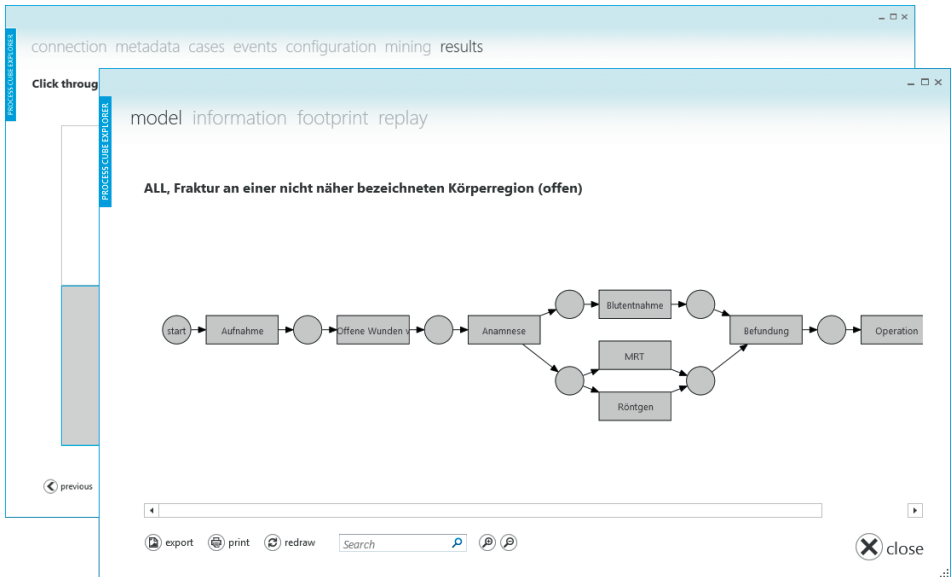 PROCESS CUBE EXPLORER
connection metadata cases events configuration mining results
Click throug
previous
PROCESS CUBE EXPLORER
model information footprint replay
ALL, Fraktur an einer nicht näher bezeichneten Körperregion (offen)
start
Aufnahme
Offene Wunden v
Anamnese
Blutentnahme
MRT
Röntgen
Befundung
Operation
export print redraw Search
close